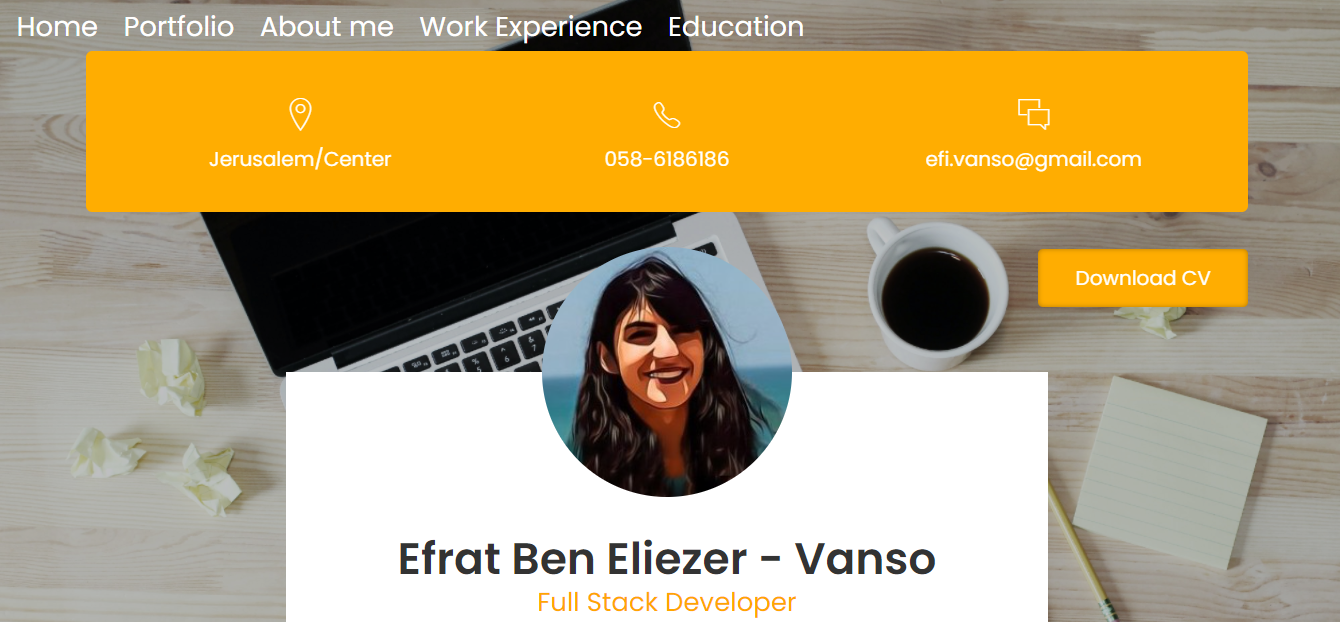 Home Portfolio About me Work Experience Education
Jerusalem/Center 058-6186186 efi.vanso@gmail.com
Download CV
Efrat Ben Eliezer - Vanso
Full Stack Developer